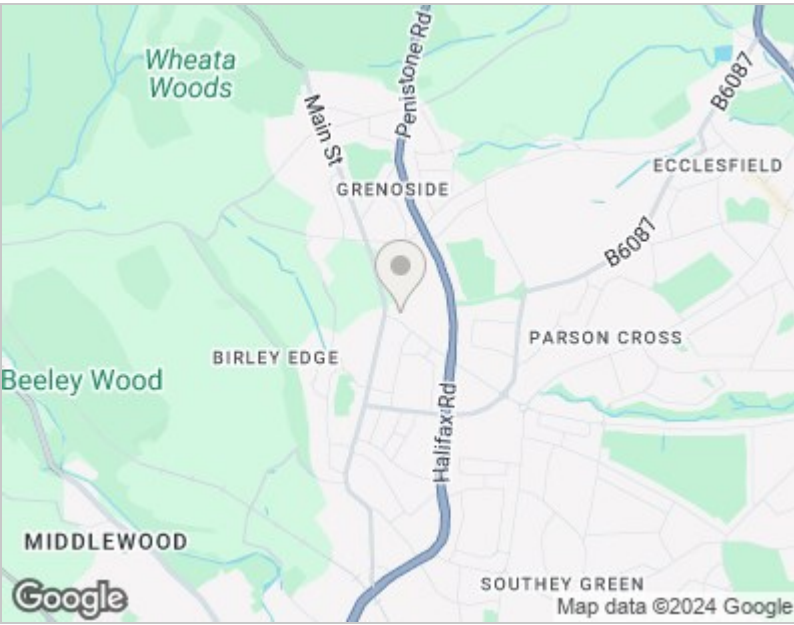 Wheata
Woods
Penistone Rd
B6087
Main St
ECCLESFIELD
GRENOSIDE
B6087
PARSON CROSS
BIRLEY EDGE
Beeley Wood
Halifax Rd
MIDDLEWOOD
SOUTHEY GREEN
Google
Map data ©2024 Google